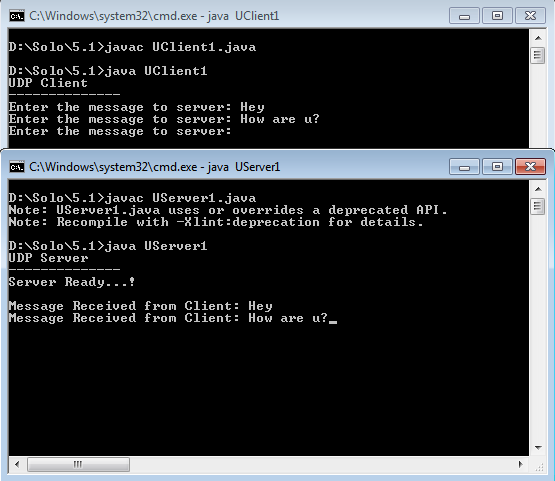 C:\Windows\system32\cmd.exe - java UClient1
D:\Solo\5.1>javac UClient1.java
D:\Solo\5.1>java UClient1
UDP Client
--------------
Enter the message to server: Hey
Enter the message to server: How are u?
Enter the message to server:
C:\Windows\system32\cmd.exe - java UServer1
D:\Solo\5.1>javac UServer1.java
Note: UServer1.java uses or overrides a deprecated API.
Note: Recompile with -Xlint:deprecation for details.
D:\Solo\5.1>java UServer1
UDP Server
--------------
Server Ready...!
Message Received from Client: Hey
Message Received from Client: How are u?